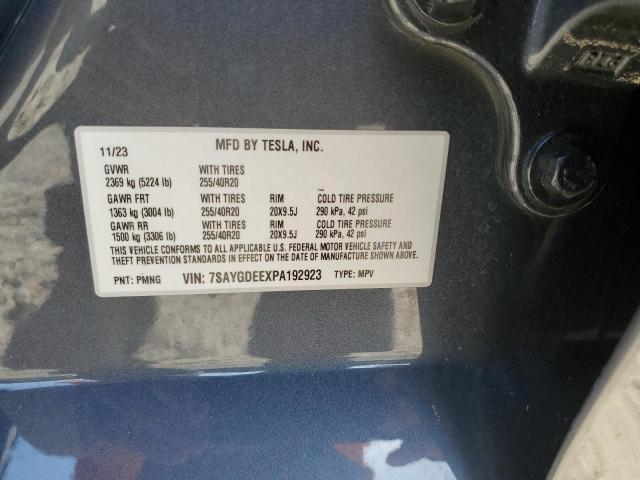 11/23 MFD BY TESLA, INC.
GVWR WITH TIRES
2369 kg (5224 lb) 255/40R20
GAWR FRT WITH TIRES RIM COLD TIRE PRESSURE
1363 kg (3004 lb) 255/40R20 20X9.5J 290 kPa, 42 psi
GAWR RR WITH TIRES RIM COLD TIRE PRESSURE
1500 kg (3306 lb) 255/40R20 20X9.5J 290 kPa, 42 psi
THIS VEHICLE CONFORMS TO ALL APPLICABLE U.S. FEDERAL MOTOR VEHICLE SAFETY AND
THEFT PREVENTION STANDARDS IN EFFECT ON THE DATE OF MANUFACTURE SHOWN ABOVE.
PNT: PMNG VIN: 7SAYGDEEXPA192923 TYPE: MPV